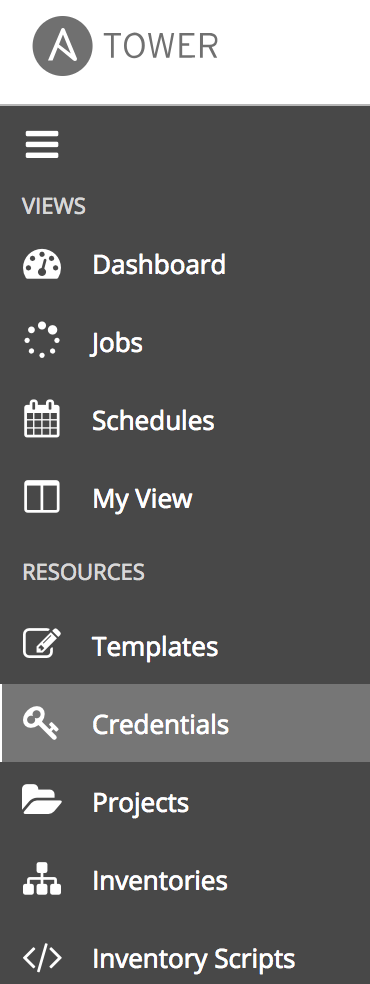 TOWER
VIEWS
Dashboard
Jobs
Schedules
My View
RESOURCES
Templates
Credentials
Projects
Inventories
Inventory Scripts